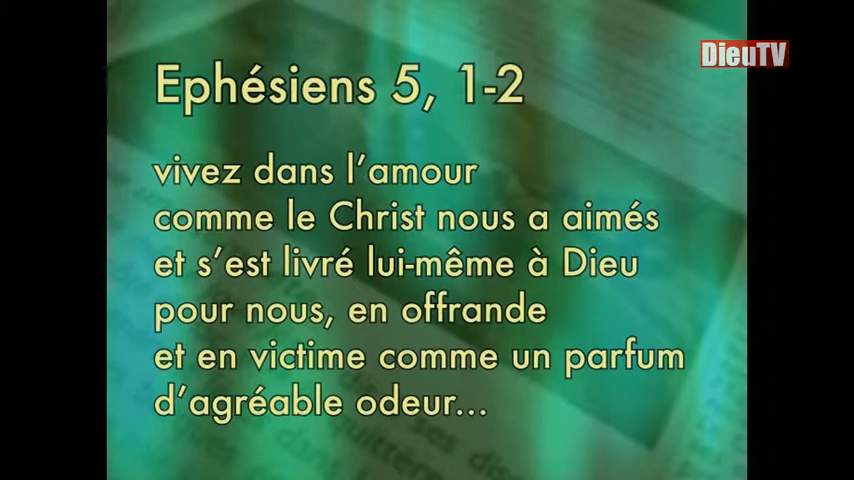 DieuTV
Ephésiens 5, 1-2
vivez dans l’amour
comme le Christ nous a aimés
et s’est livré lui-même à Dieu
pour nous, en offrande
et en victime comme un parfum
d’agréable odeur...